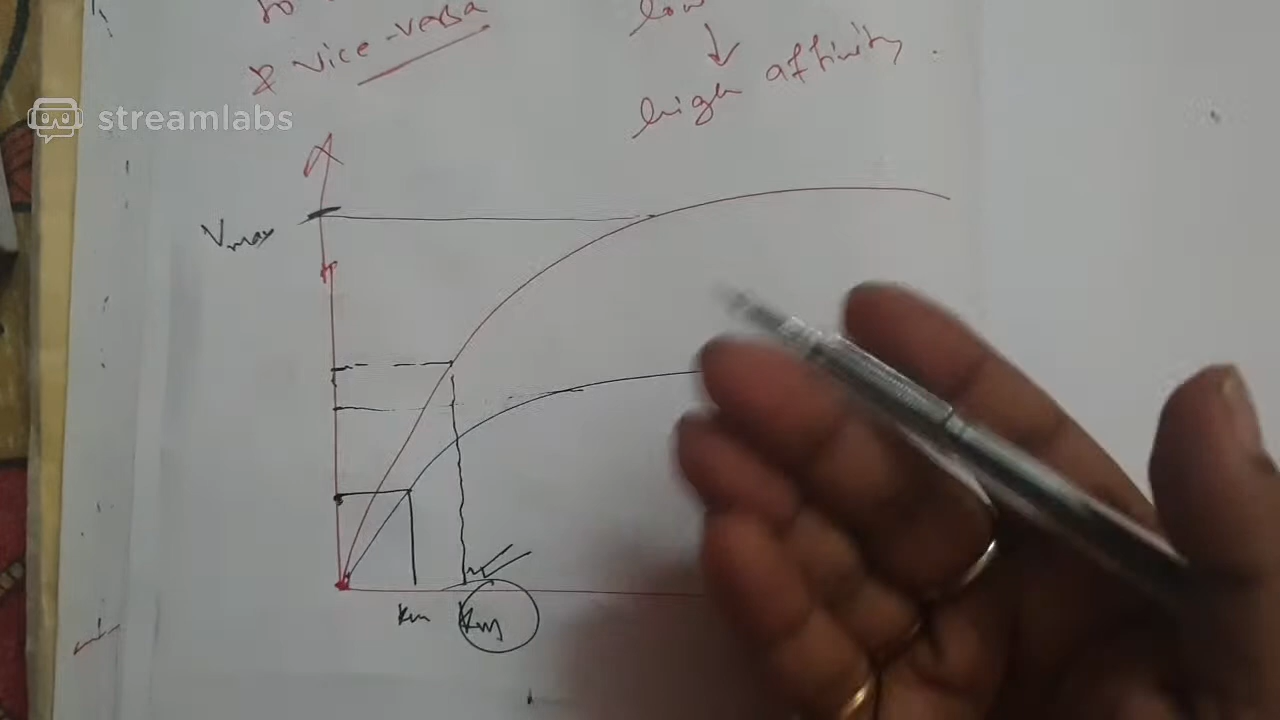 & vice-versa
low
high affinity.
streamlabs
Vmax
Km Km